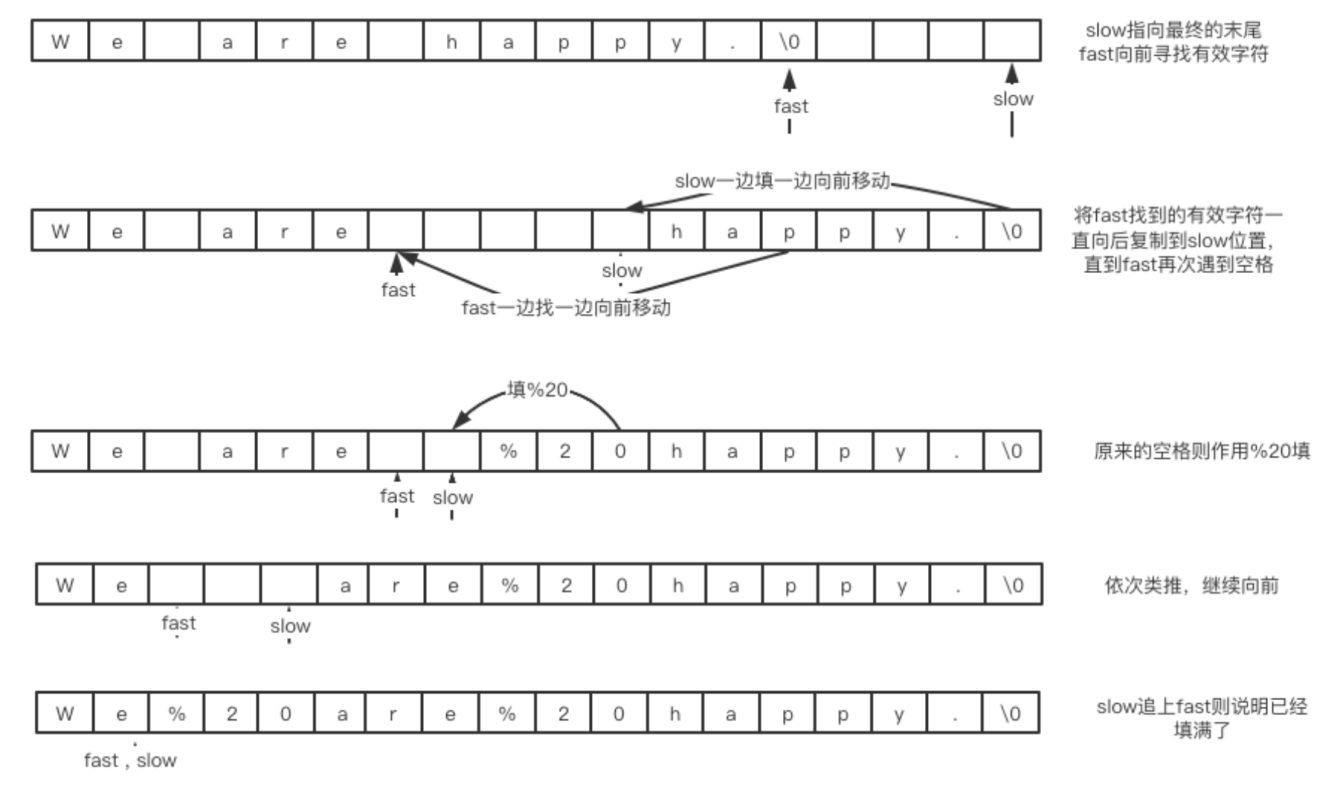 W e a r e h a p p y . \0
slow指向最终的末尾
fast向前寻找有效字符
fast
slow
slow一边填一边向前移动
W e a r e h a p p y . \0
将fast找到的有效字符一
直向后复制到slow位置，
直到fast再次遇到空格
fast
slow
fast一边找一边向前移动
填%20
W e a r e % 2 0 h a p p y . \0
原来的空格则作用%20填
fast
slow
W e a r e % 2 0 h a p p y . \0
依次类推，继续向前
fast
slow
W e % 2 0 a r e % 2 0 h a p p y . \0
slow追上fast则说明已经
填满了
fast , slow